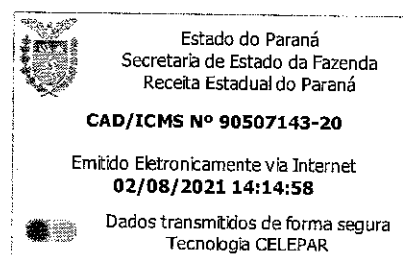 Estado do Paraná
Secretaria de Estado da Fazenda
Receita Estadual do Paraná
CAD/ICMS Nº 90507143-20
Emitido Eletronicamente via Internet
02/08/2021 14:14:58
Dados transmitidos de forma segura
Tecnologia CELEPAR